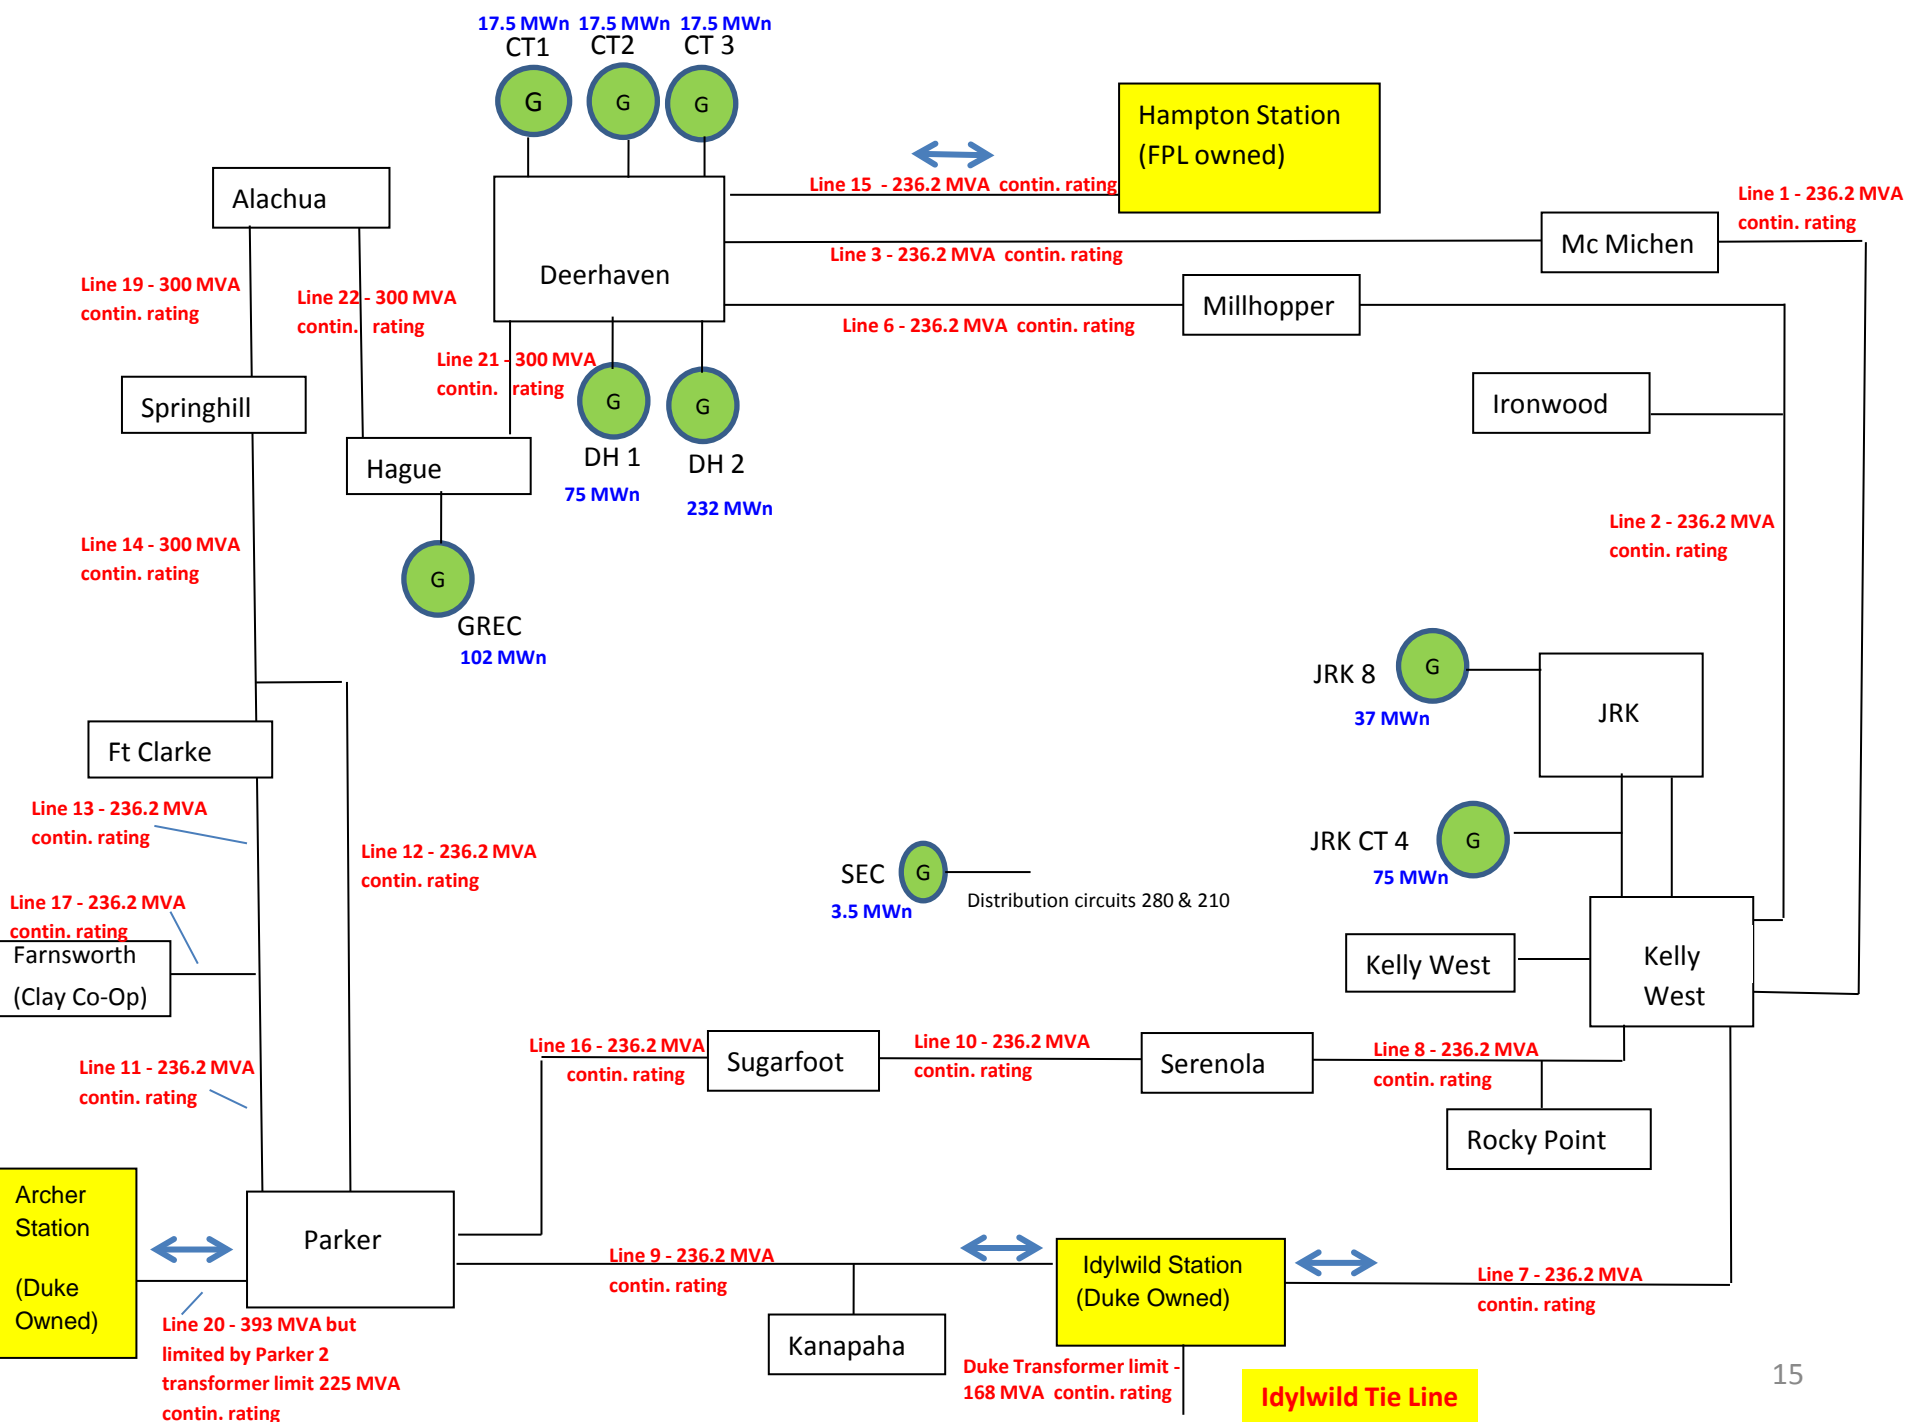 17.5 MWn 17.5 MWn 17.5 MWn
CT1 CT2 CT 3
G G G
Hampton Station
(FPL owned)
Line 15 - 236.2 MVA contin. rating
Line 1 - 236.2 MVA
contin. rating
Alachua
Mc Michen
Line 3 - 236.2 MVA contin. rating
Deerhaven
Line 19 - 300 MVA
contin. rating
Line 22 - 300 MVA
contin. rating
Millhopper
Line 6 - 236.2 MVA contin. rating
Line 21 - 300 MVA
contin. rating
Springhill
G G
Ironwood
Hague
DH 1
DH 2
75 MWn
232 MWn
Line 14 - 300 MVA
contin. rating
Line 2 - 236.2 MVA
contin. rating
G
GREC
102 MWn
JRK 8
G
37 MWn
JRK
Ft Clarke
Line 13 - 236.2 MVA
contin. rating
Line 12 - 236.2 MVA
contin. rating
JRK CT 4
G
75 MWn
SEC
G
3.5 MWn
Distribution circuits 280 & 210
Line 17 - 236.2 MVA
contin. rating
Farnsworth
(Clay Co-Op)
Kelly West
Kelly
West
Line 16 - 236.2 MVA
contin. rating
Sugarfoot
Line 10 - 236.2 MVA
contin. rating
Serenola
Line 8 - 236.2 MVA
contin. rating
Line 11 - 236.2 MVA
contin. rating
Rocky Point
Archer
Station
(Duke
Owned)
Parker
Line 9 - 236.2 MVA
contin. rating
Idylwild Station
(Duke Owned)
Line 7 - 236.2 MVA
contin. rating
Line 20 - 393 MVA but
limited by Parker 2
transformer limit 225 MVA
contin. rating
Kanapaha
Duke Transformer limit -
168 MVA contin. rating
Idylwild Tie Line
15